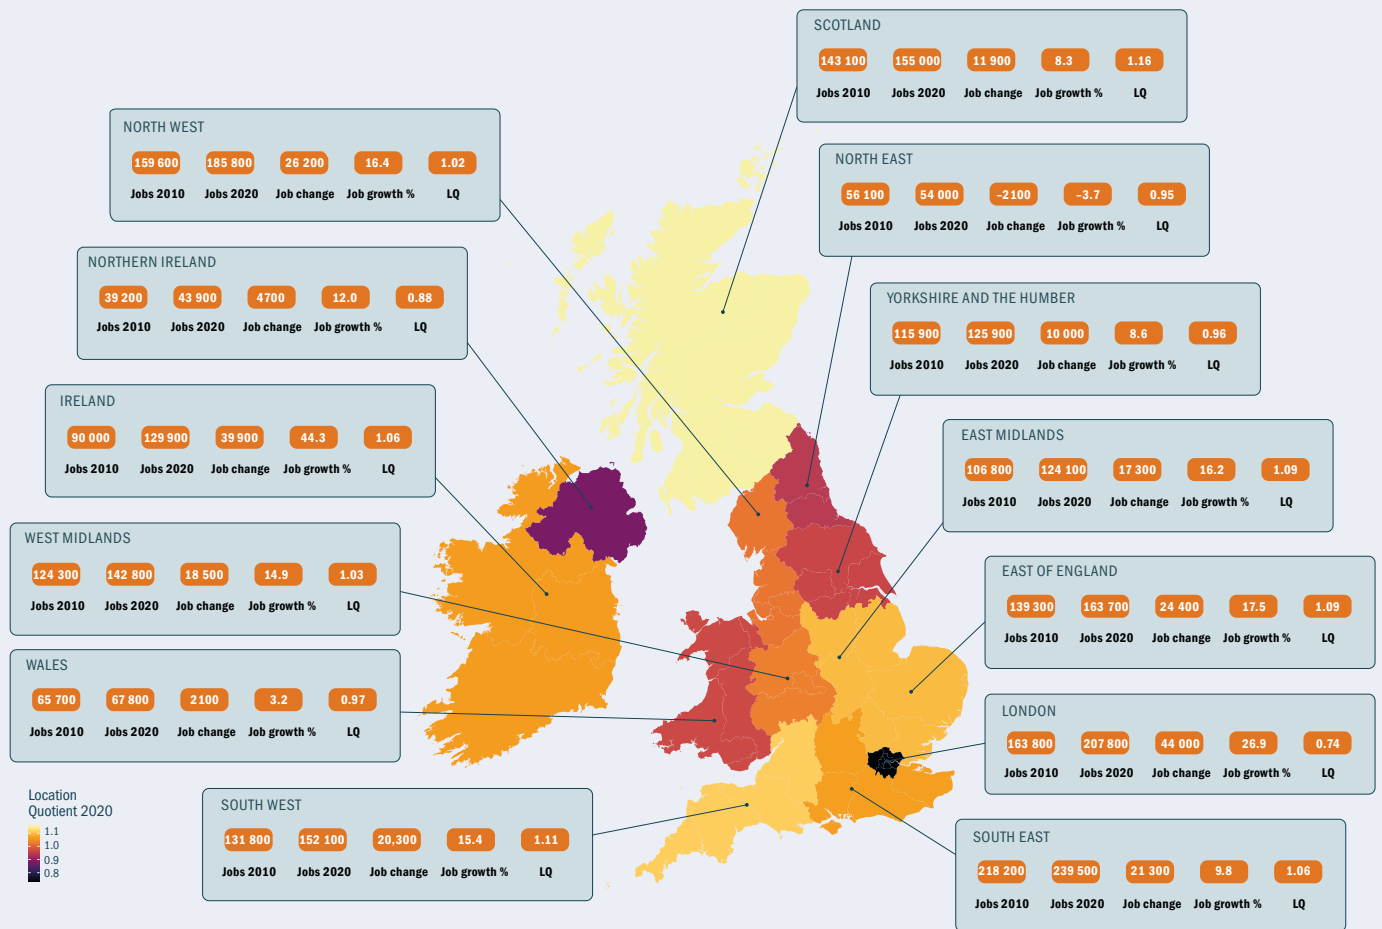 SCOTLAND
143 100 155 000 11 900 8.3 1.16
Jobs 2010 Jobs 2020 Job change Job growth % LQ
NORTH WEST
159 600 185 800 26 200 16.4 1.02
Jobs 2010 Jobs 2020 Job change Job growth % LQ
NORTH EAST
56 100 54 000 –2100 –3.7 0.95
Jobs 2010 Jobs 2020 Job change Job growth % LQ
NORTHERN IRELAND
39 200 43 900 4700 12.0 0.88
Jobs 2010 Jobs 2020 Job change Job growth % LQ
YORKSHIRE AND THE HUMBER
115 900 125 900 10 000 8.6 0.96
Jobs 2010 Jobs 2020 Job change Job growth % LQ
IRELAND
90 000 129 900 39 900 44.3 1.06
Jobs 2010 Jobs 2020 Job change Job growth % LQ
EAST MIDLANDS
106 800 124 100 17 300 16.2 1.09
Jobs 2010 Jobs 2020 Job change Job growth % LQ
WEST MIDLANDS
124 300 142 800 18 500 14.9 1.03
Jobs 2010 Jobs 2020 Job change Job growth % LQ
EAST OF ENGLAND
139 300 163 700 24 400 17.5 1.09
Jobs 2010 Jobs 2020 Job change Job growth % LQ
WALES
65 700 67 800 2100 3.2 0.97
Jobs 2010 Jobs 2020 Job change Job growth % LQ
LONDON
163 800 207 800 44 000 26.9 0.74
Jobs 2010 Jobs 2020 Job change Job growth % LQ
Location
Quotient 2020
1.1
1.0
0.9
0.8
SOUTH WEST
131 800 152 100 20,300 15.4 1.11
Jobs 2010 Jobs 2020 Job change Job growth % LQ
SOUTH EAST
218 200 239 500 21 300 9.8 1.06
Jobs 2010 Jobs 2020 Job change Job growth % LQ